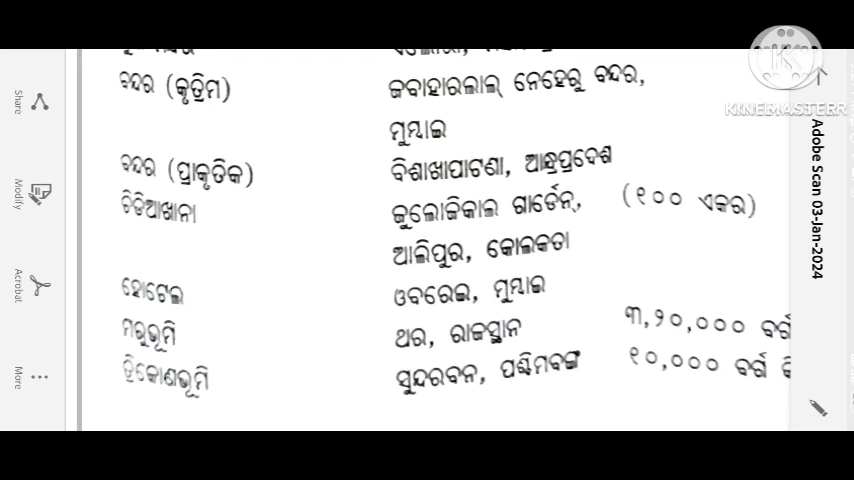 ବନ୍ଦର (କୃତ୍ରିମ) ଜବାହାରଲାଲ୍ ନେହେରୁ ବନ୍ଦର,
ମୁମ୍ବାଇ
ବନ୍ଦର (ପ୍ରାକୃତିକ) ବିଶାଖାପାଟଣା, ଆନ୍ଧ୍ରପ୍ରଦେଶ
ଚିଡିଆଖାନା ଜୁଲୋଜିକାଲ ଗାର୍ଡେନ୍, (୧୦୦ ଏକର)
ଆଲିପୁର, କୋଲକତା
ହୋଟେଲ ଓବରେଇ, ମୁମ୍ବାଇ
ମରୁଭୂମି ଥର, ରାଜସ୍ଥାନ ୩,୨୦,୦୦୦ ବର୍ଗ
ତ୍ରିକୋଣଭୂମି ସୁନ୍ଦରବନ, ପଶ୍ଚିମବଙ୍ଗ ୧୦,୦୦୦ ବର୍ଗ
Share
Modify
Acrobat
More
Adobe Scan 03-Jan-2024
KINEMASTER